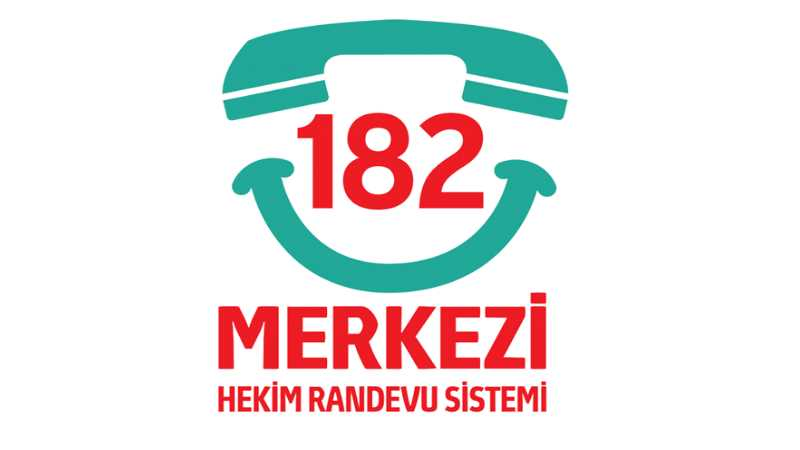 182
MERKEZİ
HEKİM RANDEVU SİSTEMİ